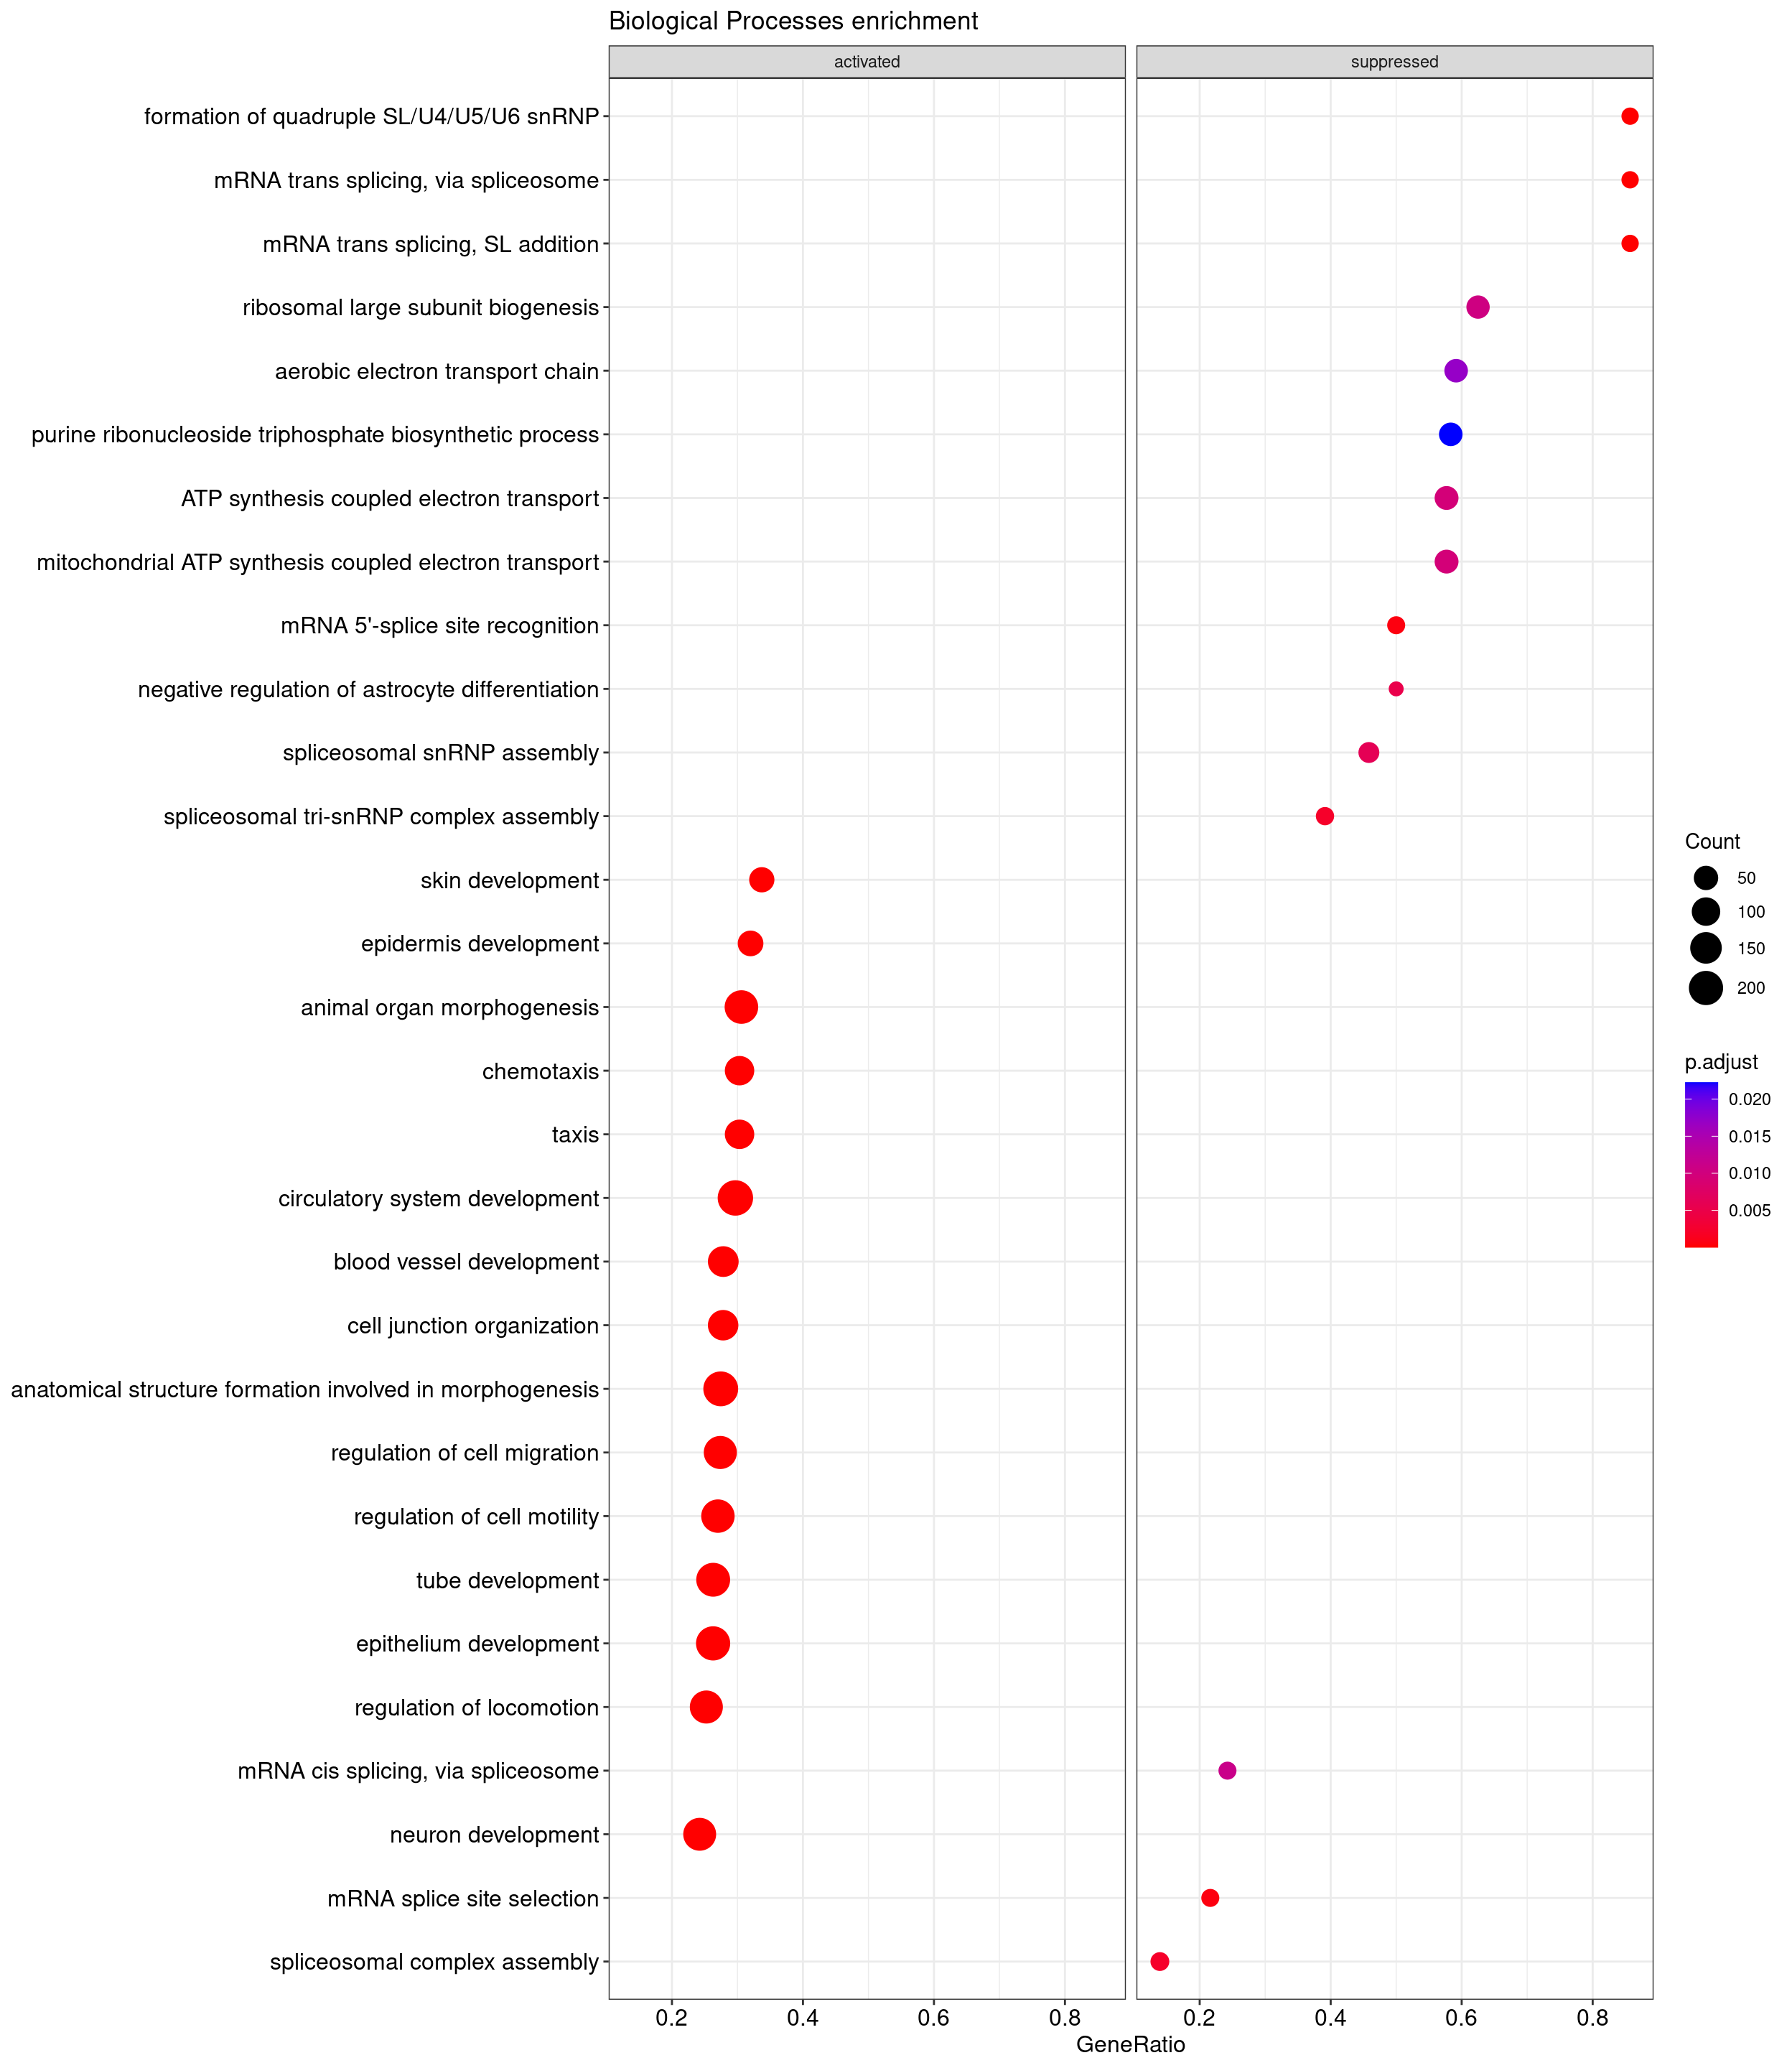 Biological Processes enrichment
activated
suppressed
formation of quadruple SL/U4/U5/U6 snRNP
mRNA trans splicing, via spliceosome
mRNA trans splicing, SL addition
ribosomal large subunit biogenesis
aerobic electron transport chain
purine ribonucleoside triphosphate biosynthetic process
ATP synthesis coupled electron transport
mitochondrial ATP synthesis coupled electron transport
mRNA 5'-splice site recognition
negative regulation of astrocyte differentiation
spliceosomal snRNP assembly
spliceosomal tri-snRNP complex assembly
skin development
epidermis development
animal organ morphogenesis
chemotaxis
taxis
circulatory system development
blood vessel development
cell junction organization
anatomical structure formation involved in morphogenesis
regulation of cell migration
regulation of cell motility
tube development
epithelium development
regulation of locomotion
mRNA cis splicing, via spliceosome
neuron development
mRNA splice site selection
spliceosomal complex assembly
0.2 0.4 0.6 0.8
0.2 0.4 0.6 0.8
GeneRatio
Count
50
100
150
200
p.adjust
0.020
0.015
0.010
0.005